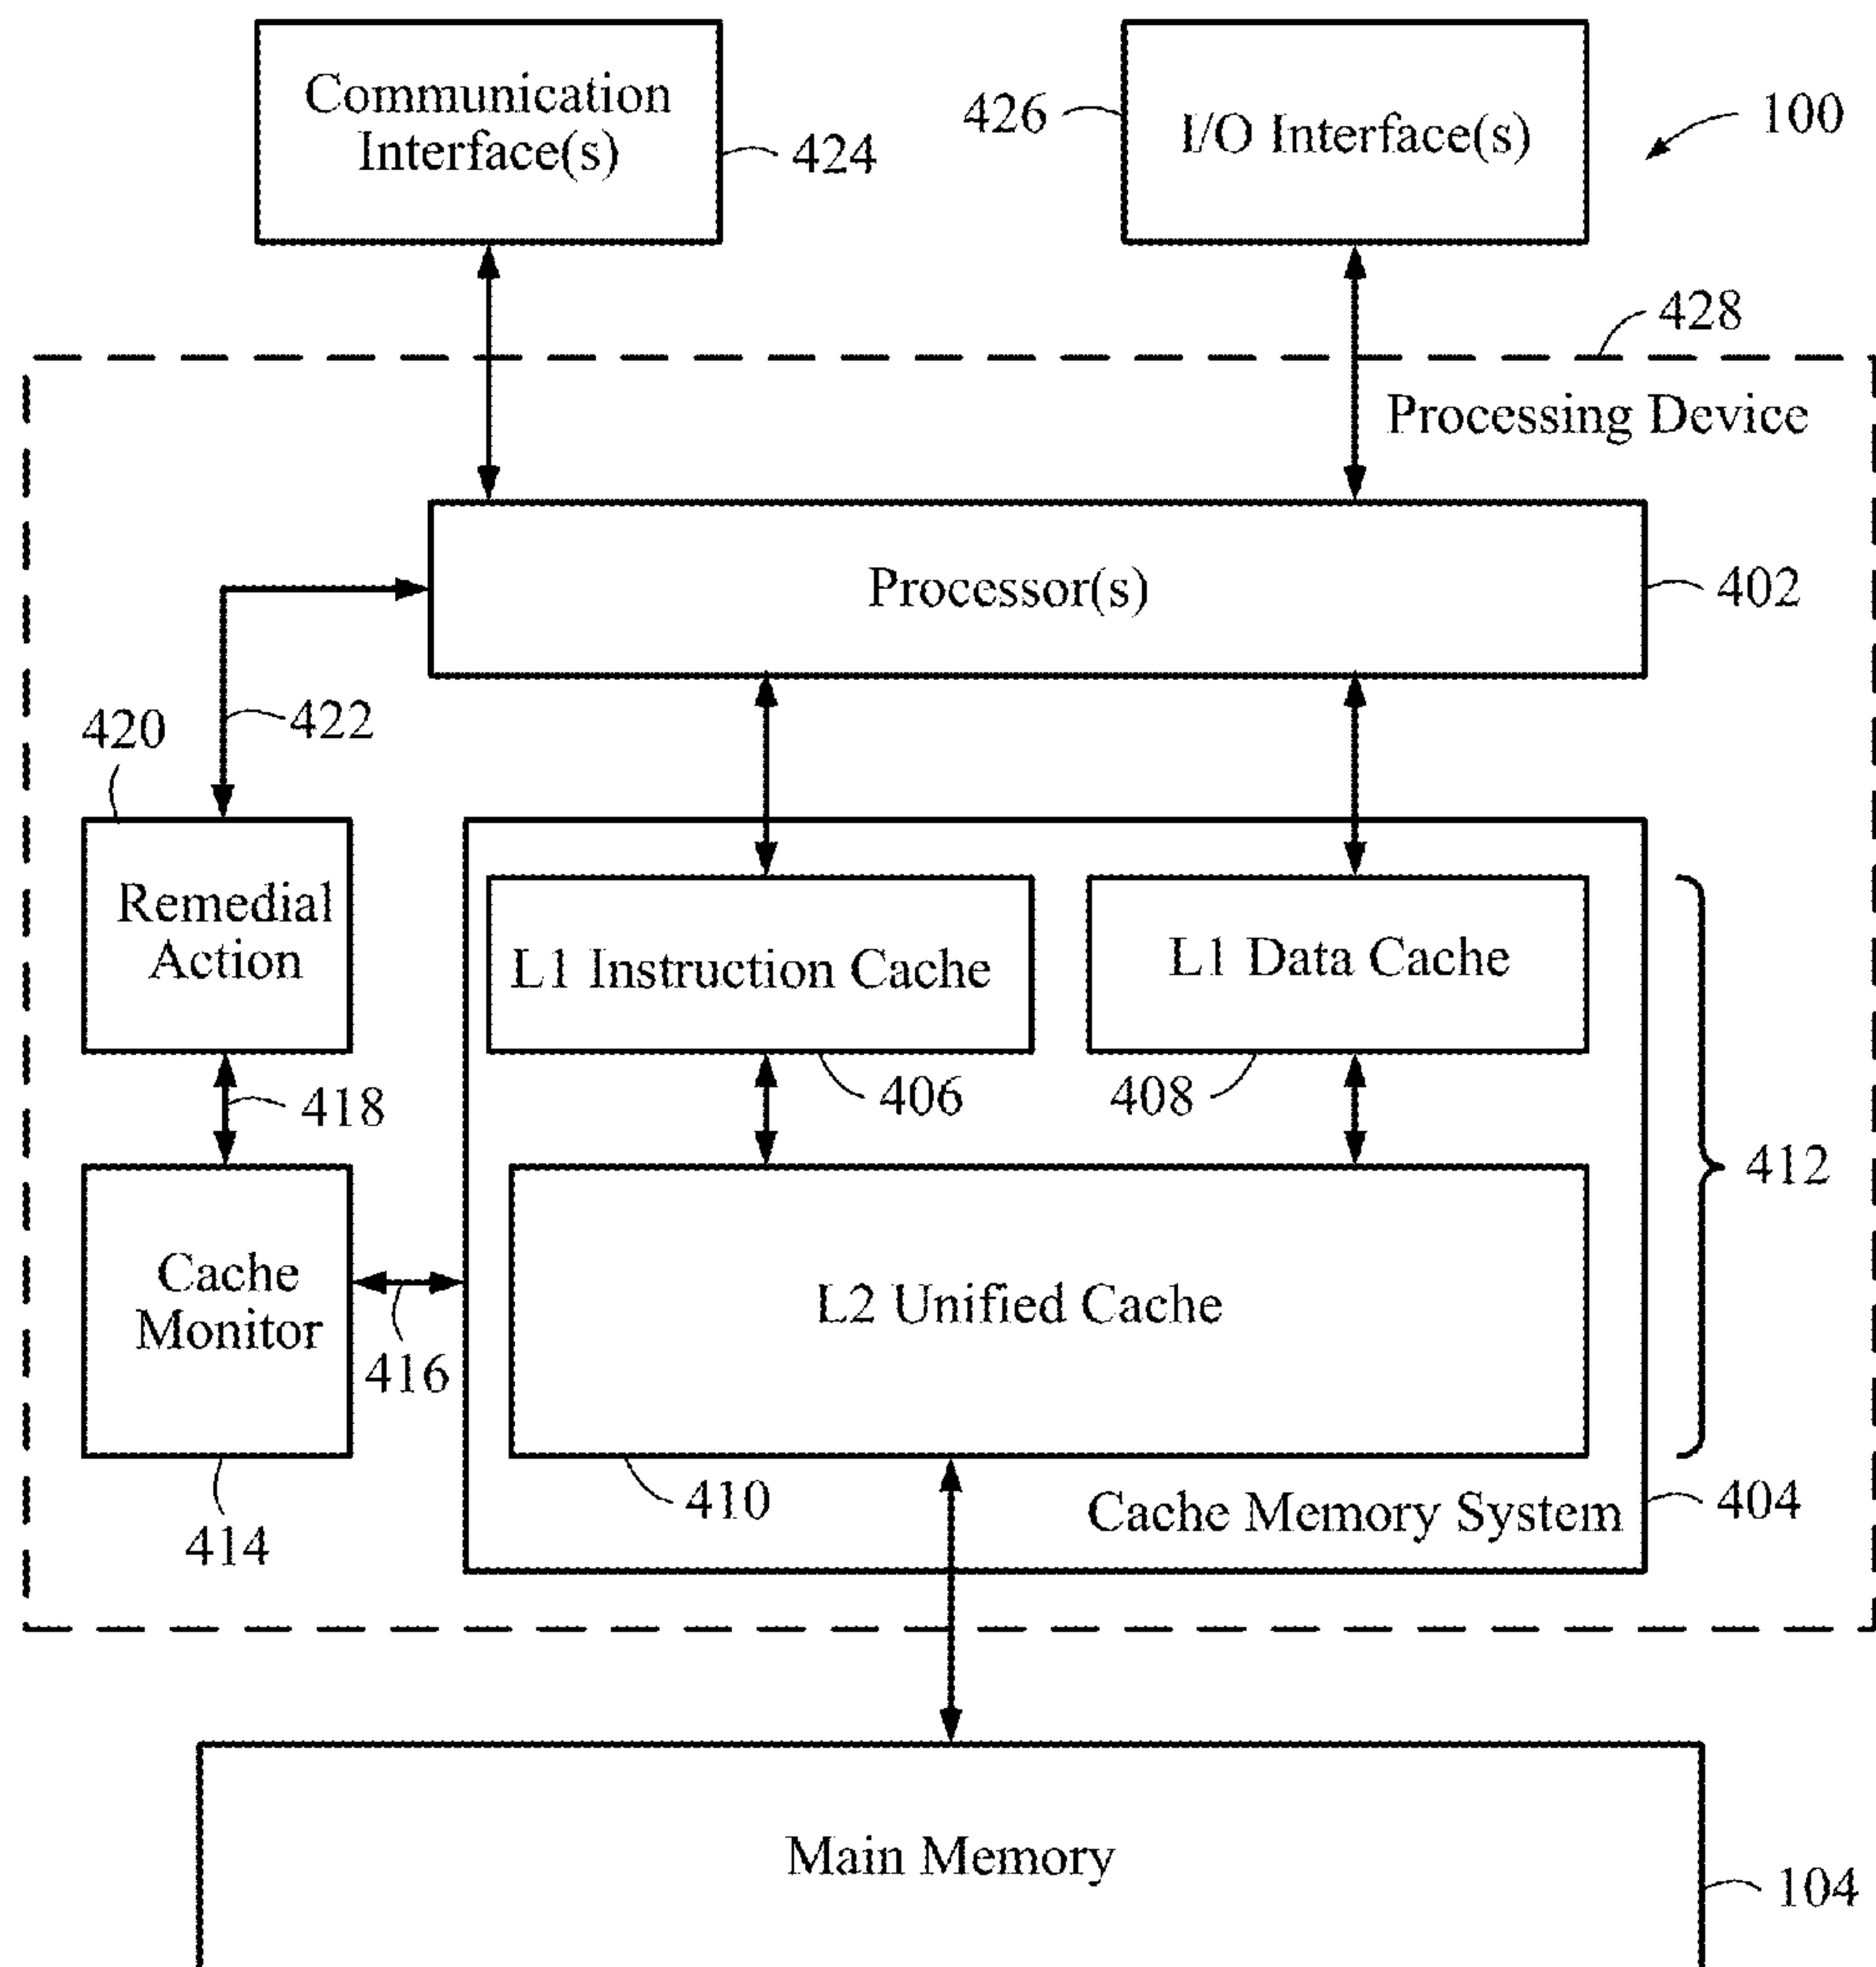 Communication
Interface(s)
424
426
I/O Interface(s)
100
428
Processing Device
Processor(s)
402
422
420
Remedial
Action
L1 Instruction Cache
L1 Data Cache
406
408
418
412
Cache
Monitor
416
L2 Unified Cache
410
Cache Memory System
404
414
Main Memory
104